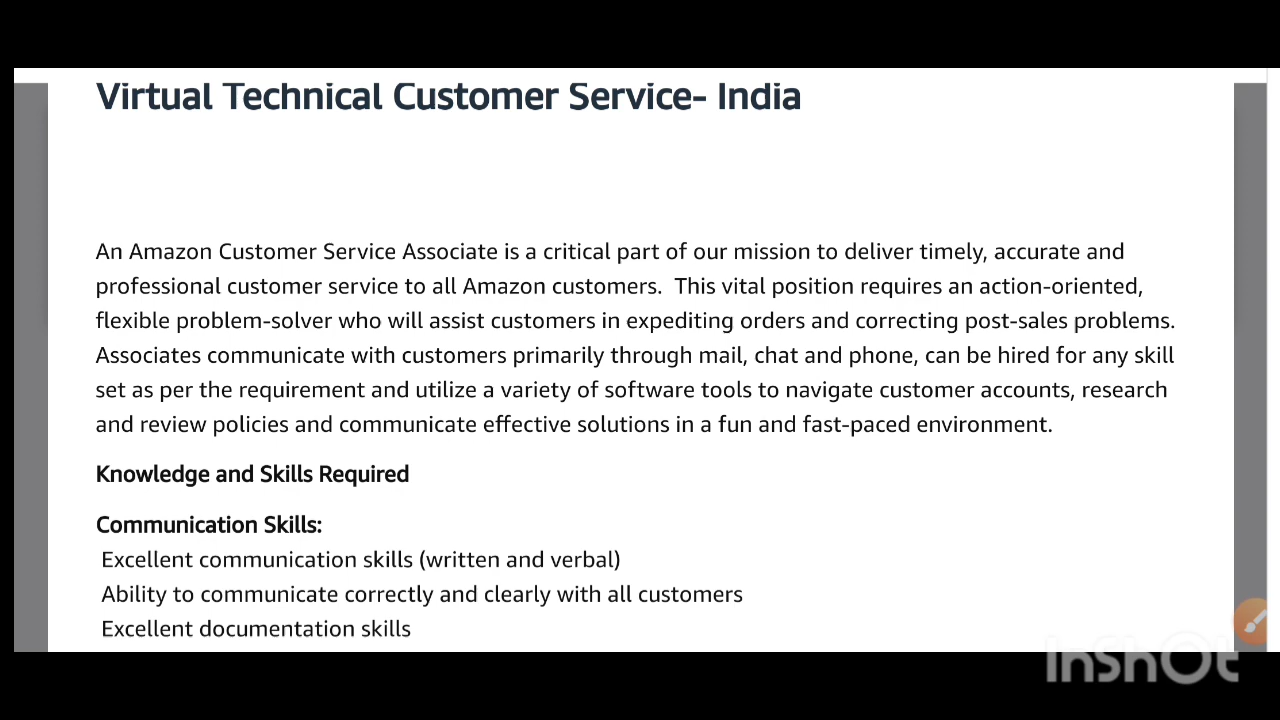 Virtual Technical Customer Service- India
An Amazon Customer Service Associate is a critical part of our mission to deliver timely, accurate and
professional customer service to all Amazon customers.  This vital position requires an action-oriented,
flexible problem-solver who will assist customers in expediting orders and correcting post-sales problems.
Associates communicate with customers primarily through mail, chat and phone, can be hired for any skill
set as per the requirement and utilize a variety of software tools to navigate customer accounts, research
and review policies and communicate effective solutions in a fun and fast-paced environment.
Knowledge and Skills Required
Communication Skills:
Excellent communication skills (written and verbal)
Ability to communicate correctly and clearly with all customers
Excellent documentation skills
InShOt